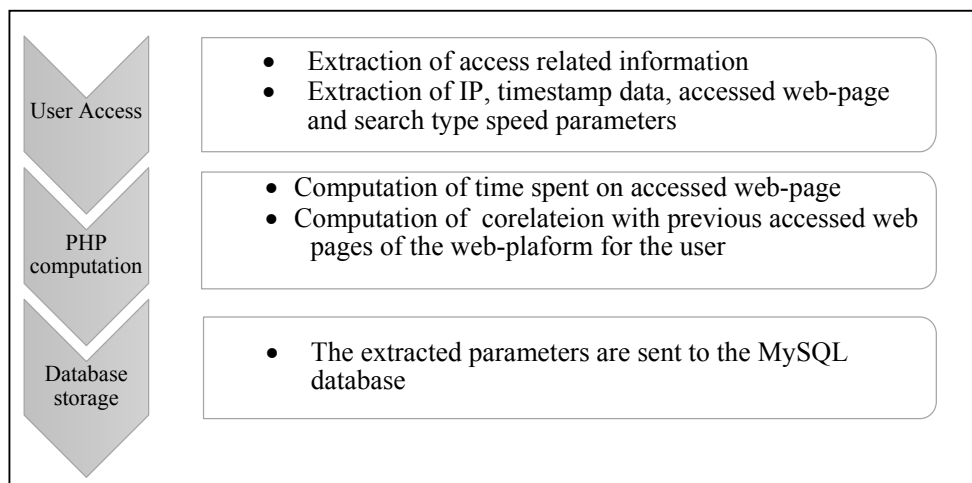 User Access
• Extraction of access related information
• Extraction of IP, timestamp data, accessed web-page
and search type speed parameters
PHP
computation
• Computation of time spent on accessed web-page
• Computation of corelateion with previous accessed web
pages of the web-plaform for the user
Database
storage
• The extracted parameters are sent to the MySQL
database